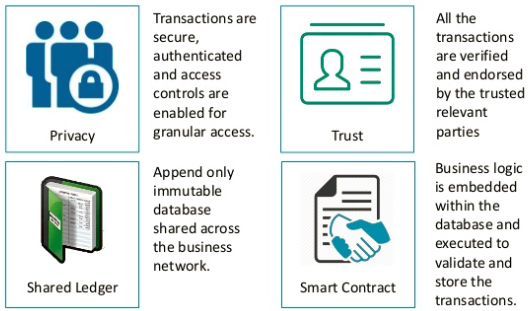 Transactions are
secure,
authenticated
and access
controls are
enabled for
granular access.
Privacy
All the
transactions
are verified
and endorsed
by the trusted
relevant
parties
Trust
Append only
immutable
database
shared across
the business
network.
Shared Ledger
Business logic
is embedded
within the
database and
executed to
validate and
store the
transactions.
Smart Contract